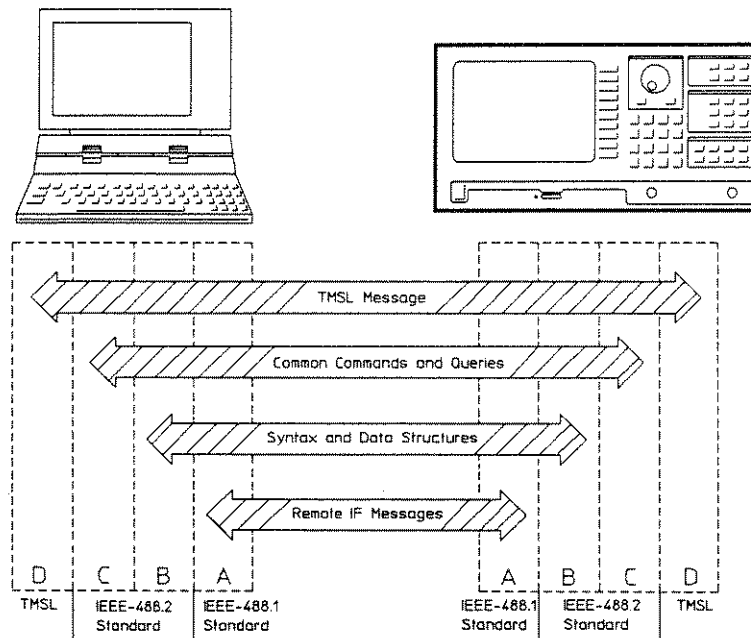 TMSL Message
Common Commands and Queries
Syntax and Data Structures
Remote IF Messages
D C B A A B C D
TMSL IEEE-488.2 IEEE-488.1 IEEE-488.1 IEEE-488.2 TMSL
Standard Standard Standard Standard